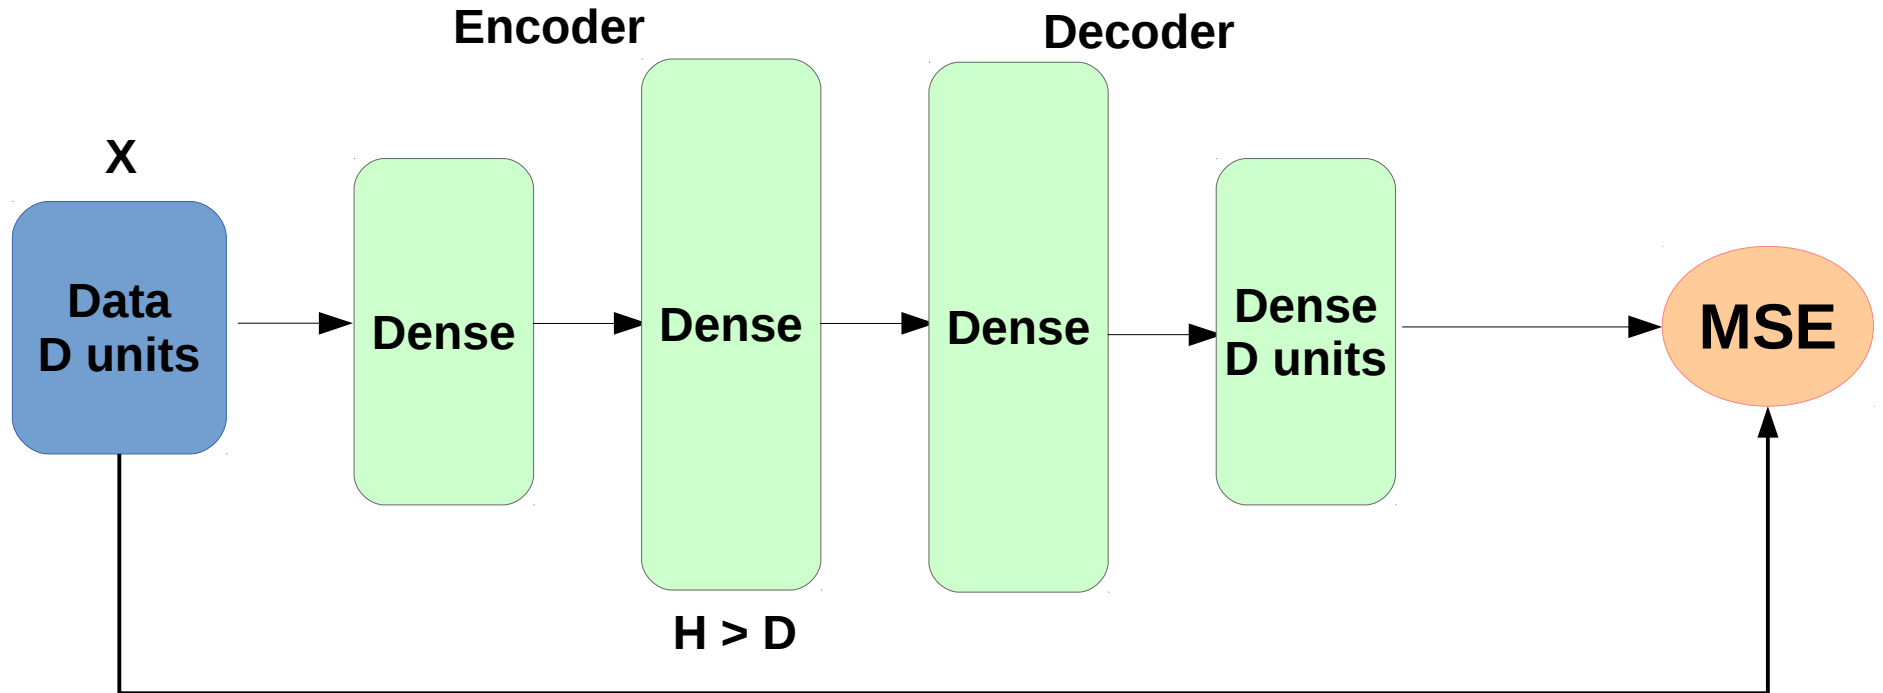 Encoder
Decoder
X
Data
D units
Dense
Dense
Dense
Dense
D units
MSE
H > D